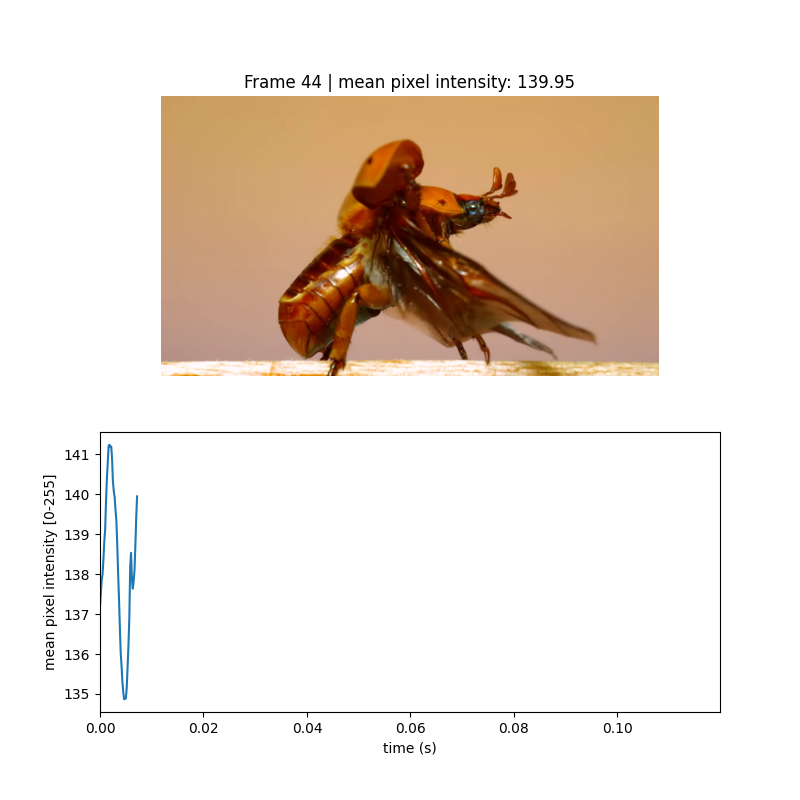 Frame 44 | mean pixel intensity: 139.95
141
140
139
138
137
136
135
mean pixel intensity [0-255]
0.00 0.02 0.04 0.06 0.08 0.10
time (s)